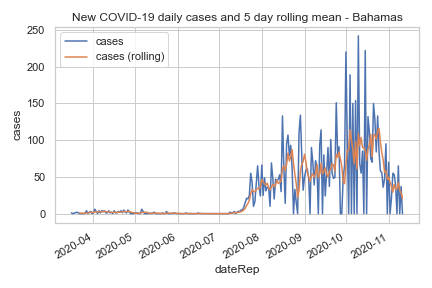 New COVID-19 daily cases and 5 day rolling mean - Bahamas
cases
cases (rolling)
250
200
150
100
50
0
cases
2020-04
2020-05
2020-06
2020-07
2020-08
2020-09
2020-10
2020-11
dateRep